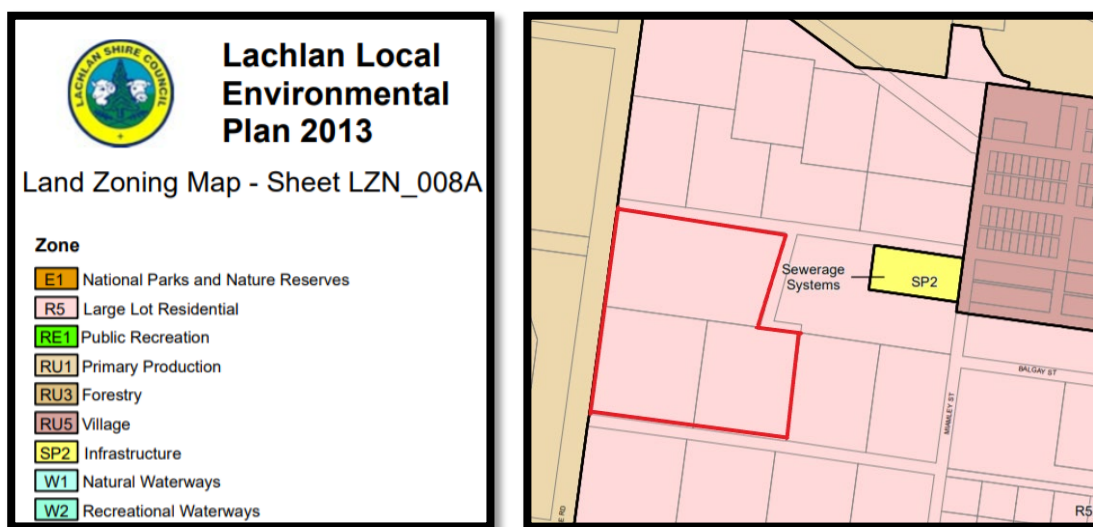 LACHLAN SHIRE COUNCIL
Lachlan Local
Environmental
Plan 2013
Land Zoning Map - Sheet LZN_008A
Zone
E1 National Parks and Nature Reserves
R5 Large Lot Residential
RE1 Public Recreation
RU1 Primary Production
RU3 Forestry
RU5 Village
SP2 Infrastructure
W1 Natural Waterways
W2 Recreational Waterways
Sewerage
Systems
SP2
BALGAY ST
R5